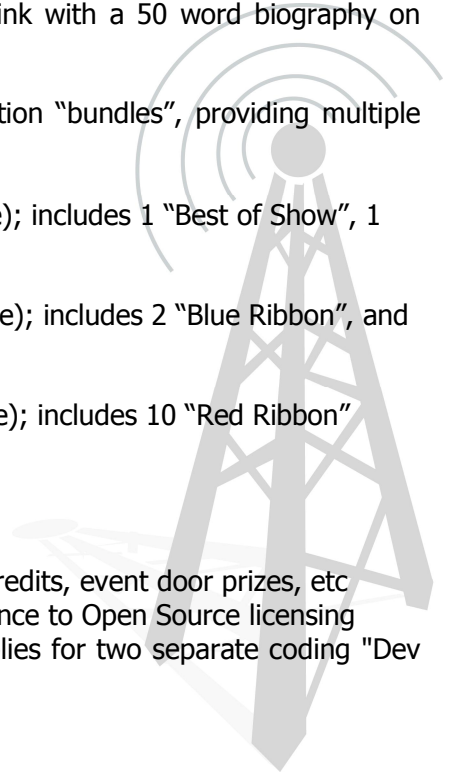 ink with a 50 word biography on
tion “bundles”, providing multiple
e); includes 1 “Best of Show”, 1
e); includes 2 “Blue Ribbon”, and
e); includes 10 “Red Ribbon”
redits, event door prizes, etc
nce to Open Source licensing
lies for two separate coding "Dev